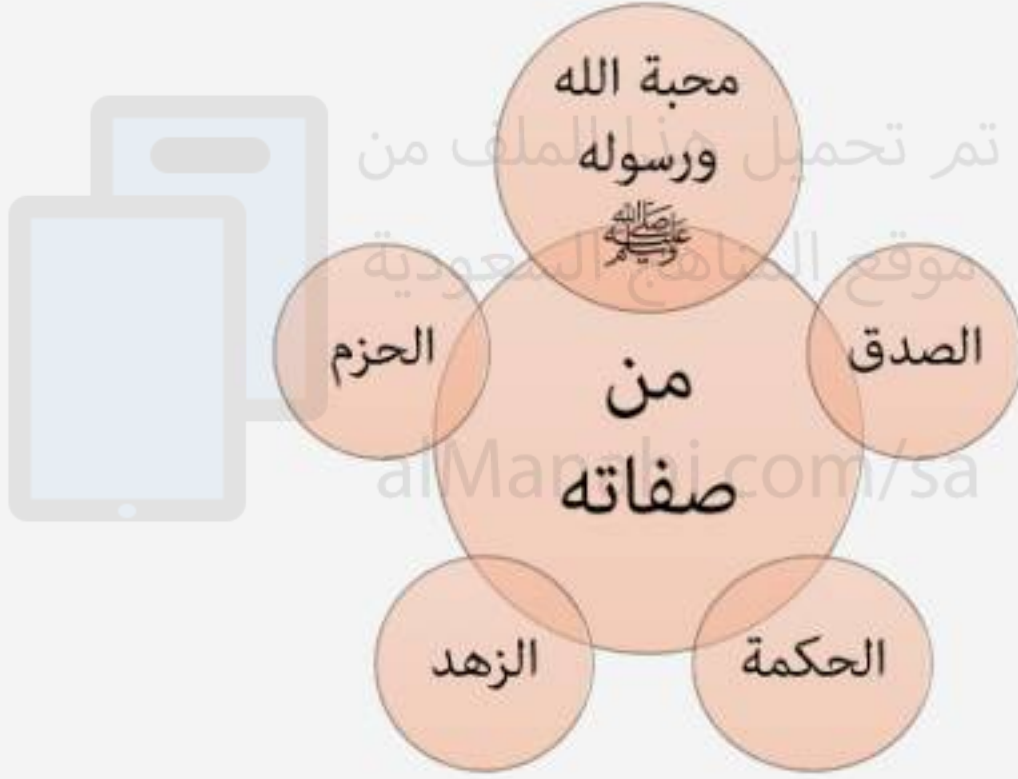 محبة الله
ورسوله
ﷺ
الصدق
الحزم
من
صفاته
الحكمة
الزهد
تم تحميل هذا الملف من
موقع المناهج السعودية
alManahj.com/sa